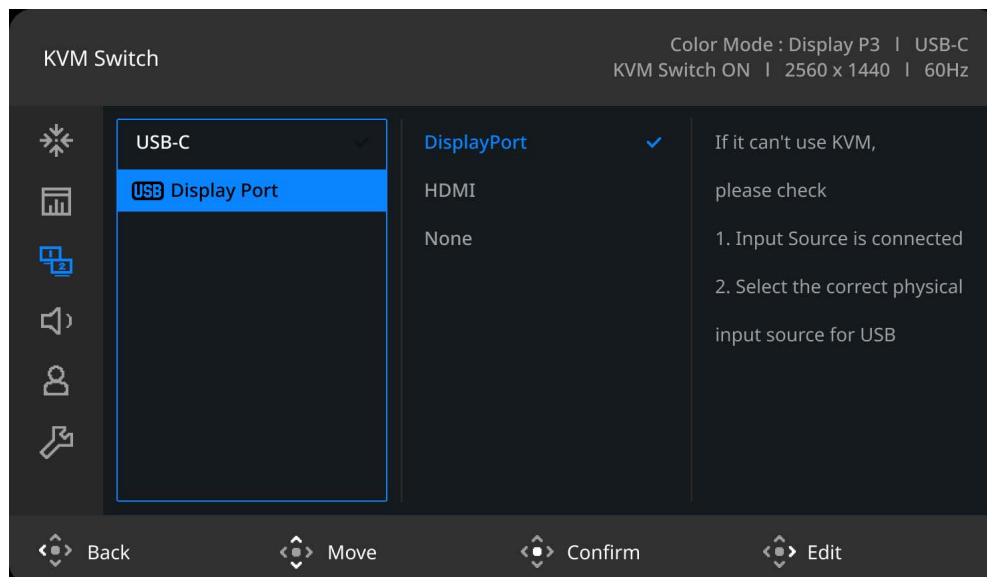 KVM Switch
Color Mode : Display P3 I USB-C
KVM Switch ON I 2560 x 1440 I 60Hz
USB-C
USB Display Port
DisplayPort
HDMI
None
If it can't use KVM,
please check
1. Input Source is connected
2. Select the correct physical
input source for USB
1
2
Back
Move
Confirm
Edit